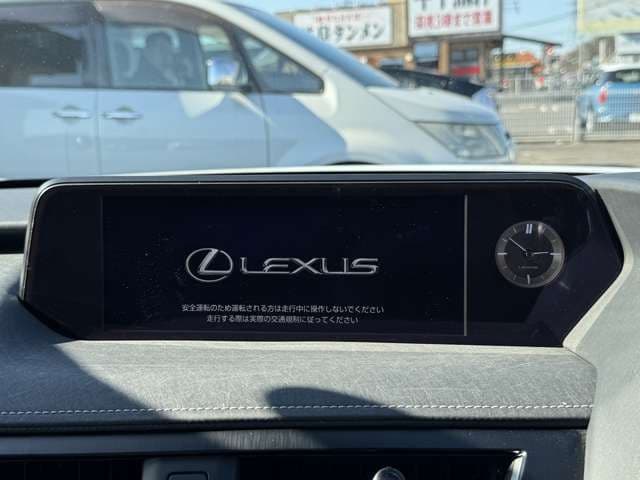 タンメン
LEXUS
安全運転のため運転される方は走行中に操作しないでください
走行する際は実際の交通規制に従ってください